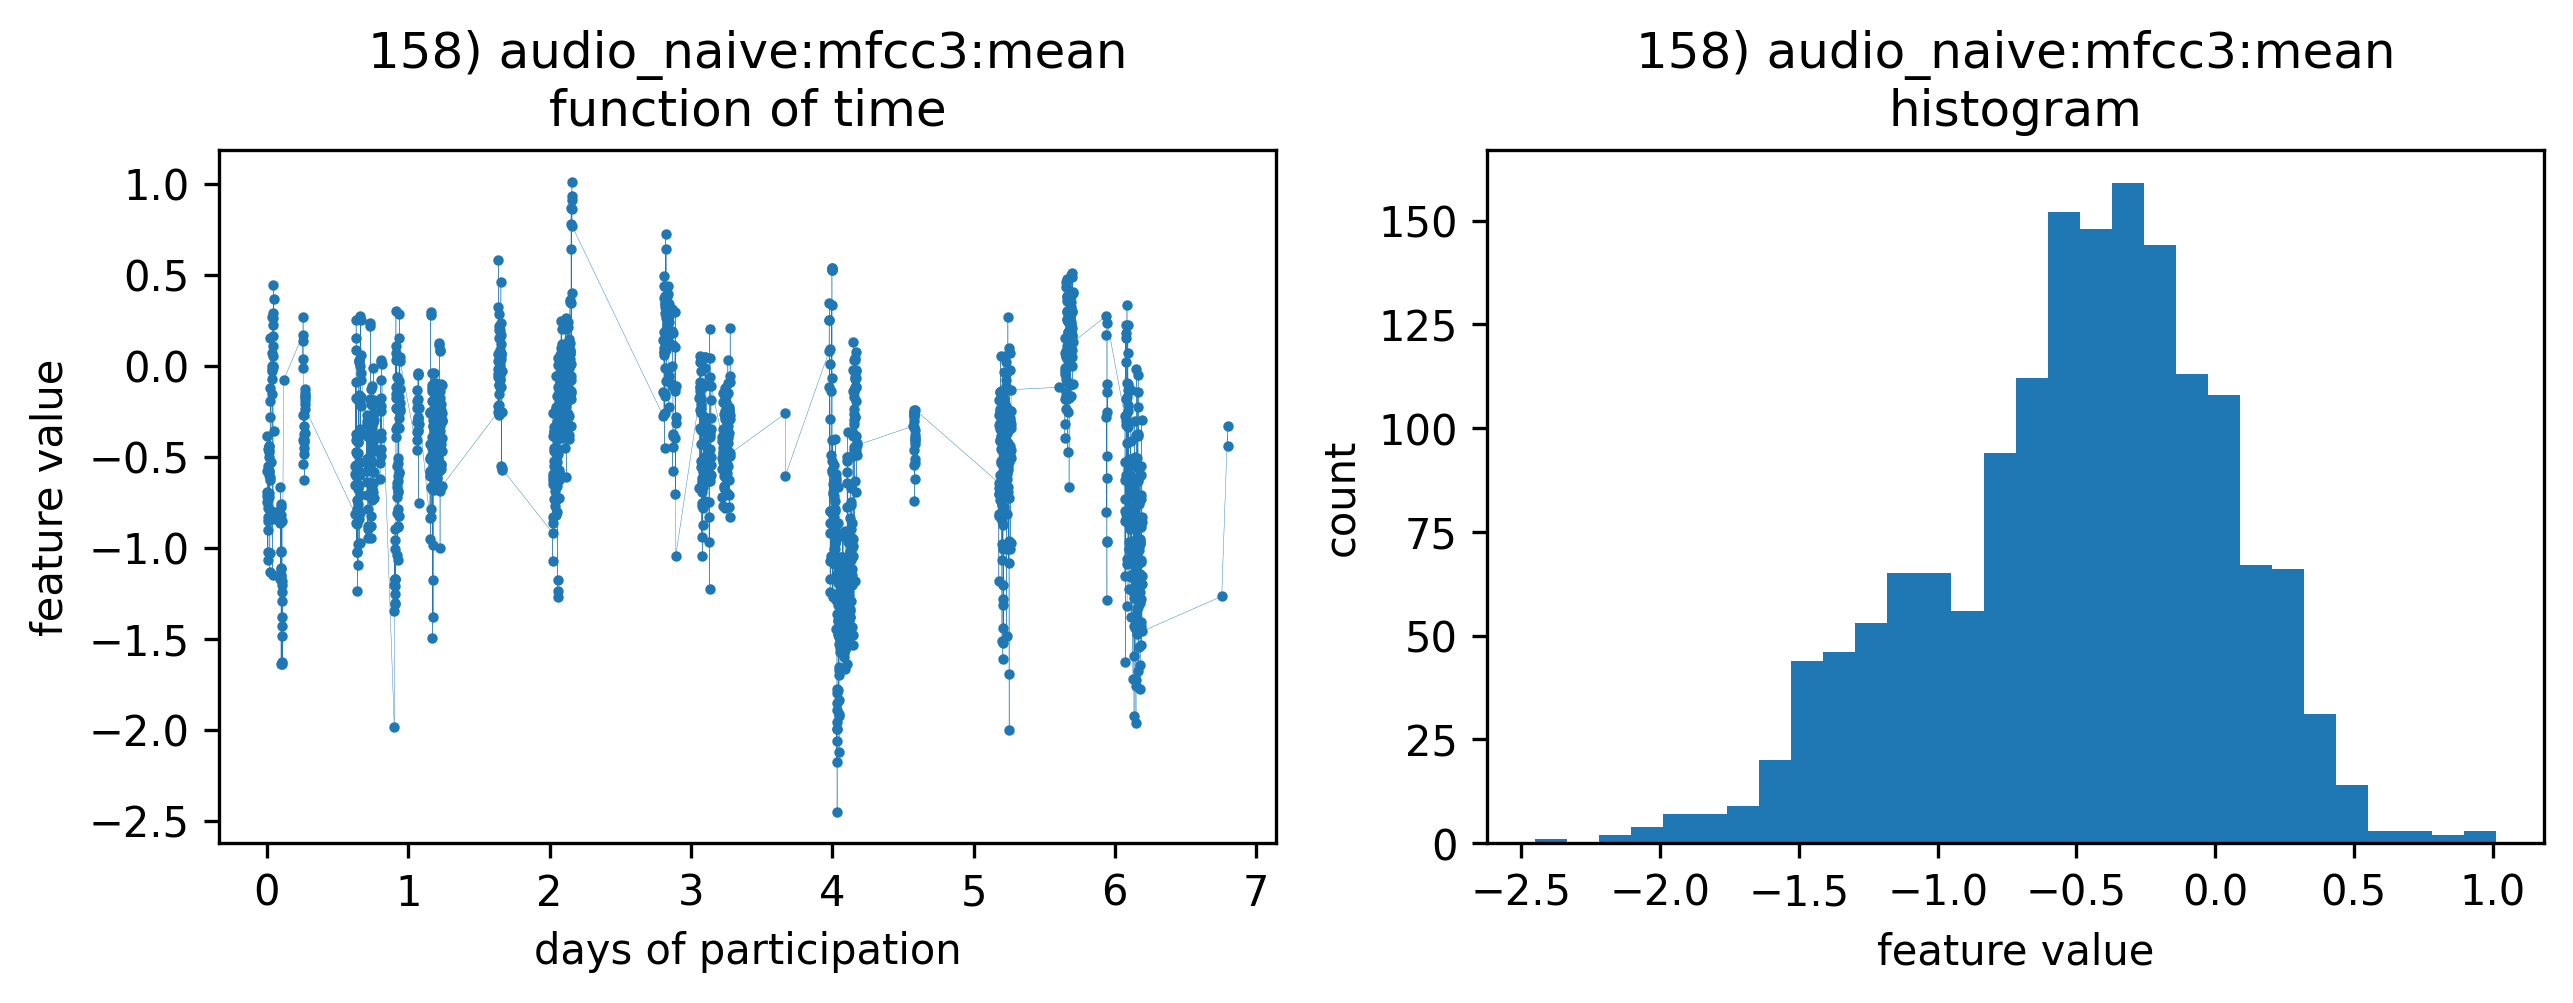 158) audio_naive:mfcc3:mean
function of time
1.0
0.5
0.0
−0.5
−1.0
−1.5
−2.0
−2.5
feature value
0 1 2 3 4 5 6 7
days of participation
158) audio_naive:mfcc3:mean
histogram
150
125
100
75
50
25
0
count
−2.5 −2.0 −1.5 −1.0 −0.5 0.0 0.5 1.0
feature value